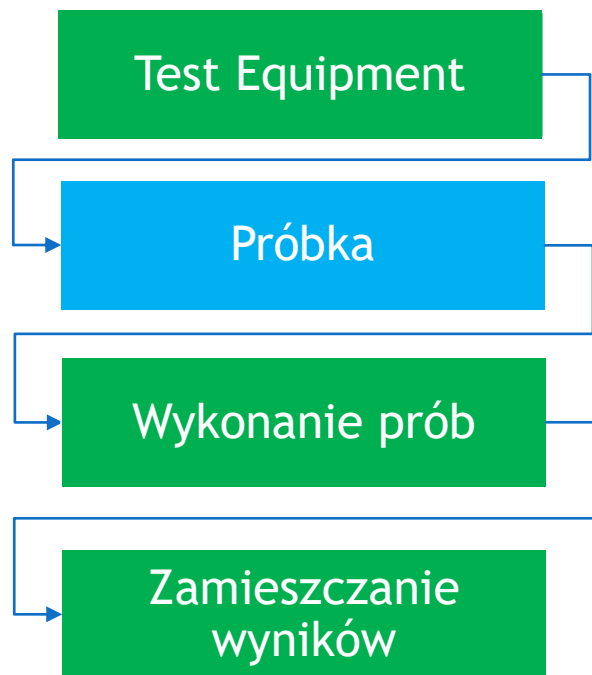 Test Equipment
Próbka
Wykonanie prób
Zamieszczanie
wyników